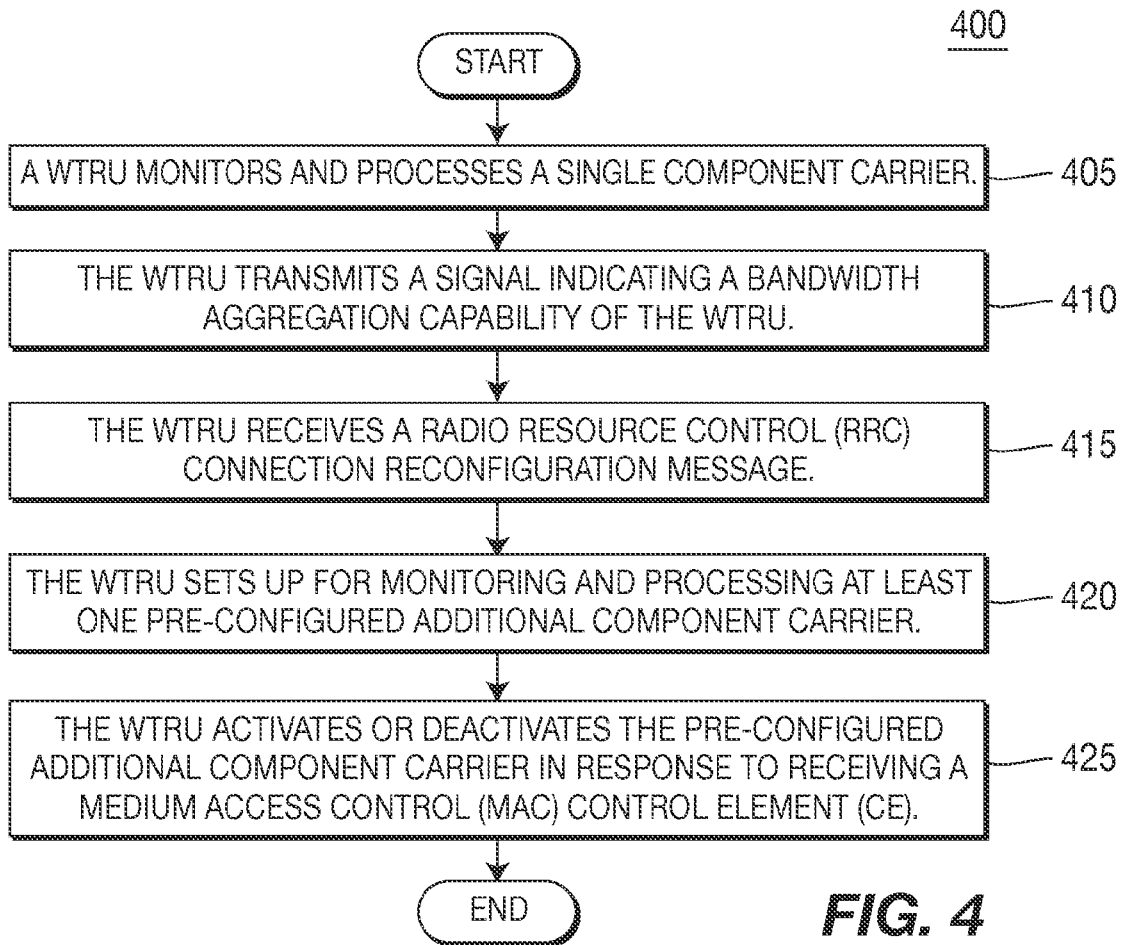 400
START
A WTRU MONITORS AND PROCESSES A SINGLE COMPONENT CARRIER.
405
THE WTRU TRANSMITS A SIGNAL INDICATING A BANDWIDTH
AGGREGATION CAPABILITY OF THE WTRU.
410
THE WTRU RECEIVES A RADIO RESOURCE CONTROL (RRC)
CONNECTION RECONFIGURATION MESSAGE.
415
THE WTRU SETS UP FOR MONITORING AND PROCESSING AT LEAST
ONE PRE-CONFIGURED ADDITIONAL COMPONENT CARRIER.
420
THE WTRU ACTIVATES OR DEACTIVATES THE PRE-CONFIGURED
ADDITIONAL COMPONENT CARRIER IN RESPONSE TO RECEIVING A
MEDIUM ACCESS CONTROL (MAC) CONTROL ELEMENT (CE).
425
END
FIG. 4